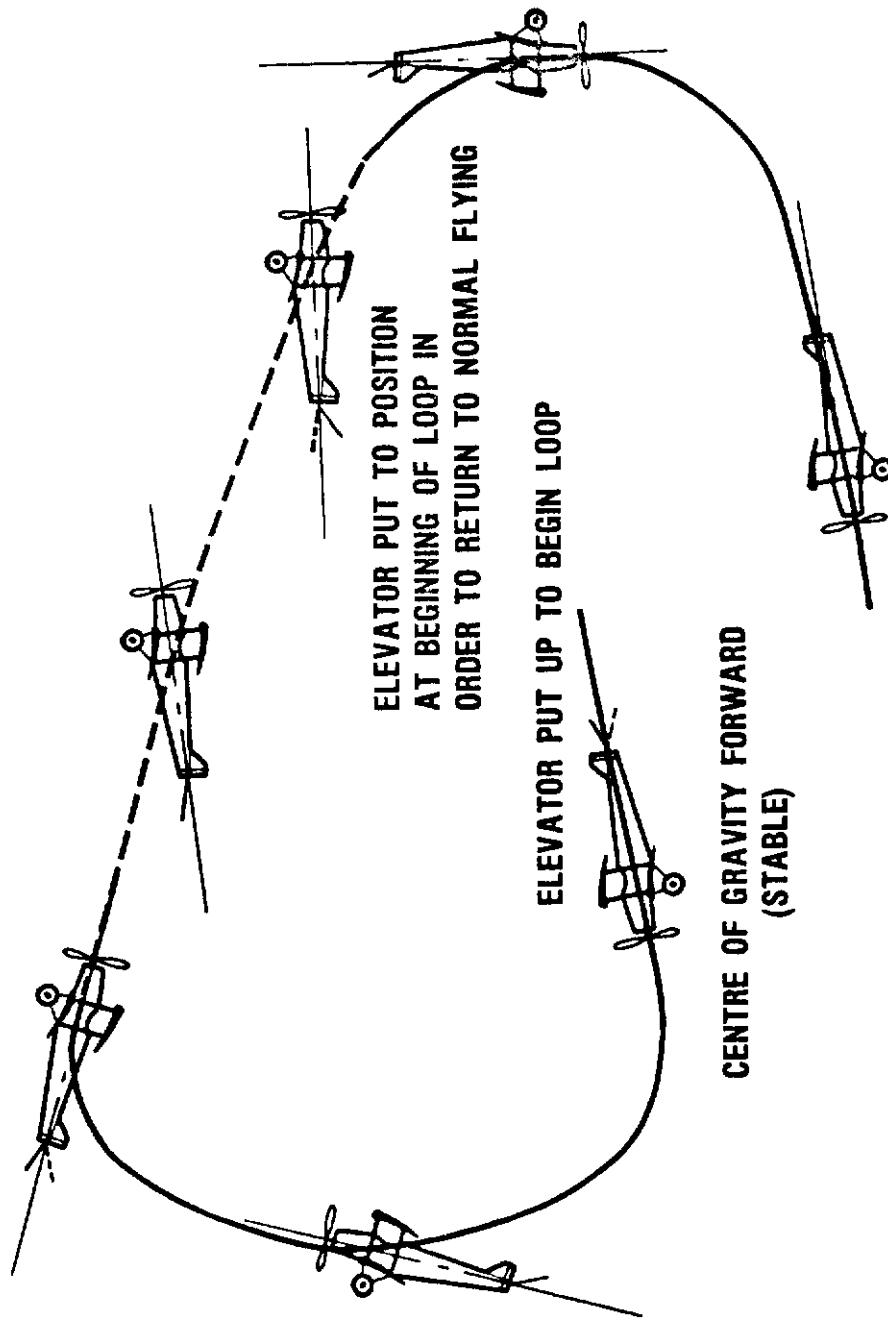 ELEVATOR PUT TO POSITION
AT BEGINNING OF LOOP IN
ORDER TO RETURN TO NORMAL FLYING
ELEVATOR PUT UP TO BEGIN LOOP
CENTRE OF GRAVITY FORWARD
(STABLE)